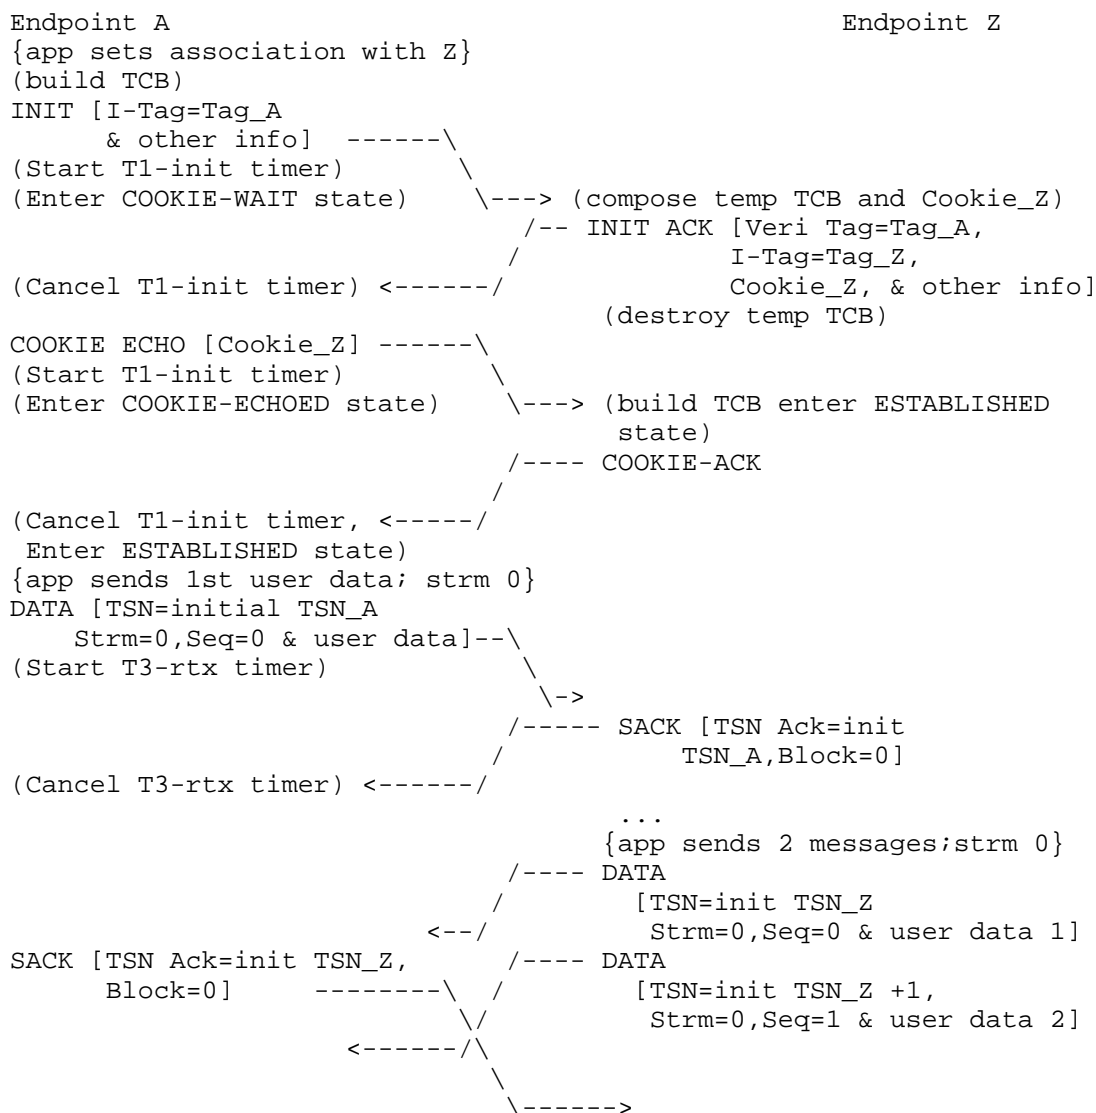 Endpoint A                                          Endpoint Z
{app sets association with Z}
(build TCB)
INIT [I-Tag=Tag_A
      & other info]  ------\
(Start T1-init timer)       \
(Enter COOKIE-WAIT state)    \---> (compose temp TCB and Cookie_Z)
                                /-- INIT ACK [Veri Tag=Tag_A,
                               /             I-Tag=Tag_Z,
(Cancel T1-init timer) <------/              Cookie_Z, & other info]
                                     (destroy temp TCB)
COOKIE ECHO [Cookie_Z] ------\
(Start T1-init timer)         \
(Enter COOKIE-ECHOED state)    \---> (build TCB enter ESTABLISHED
                                      state)
                               /---- COOKIE-ACK
                              /
(Cancel T1-init timer, <-----/
 Enter ESTABLISHED state)
{app sends 1st user data; strm 0}
DATA [TSN=initial TSN_A
    Strm=0,Seq=0 & user data]--\
(Start T3-rtx timer)            \
                                 \->
                               /----- SACK [TSN Ack=init
                              /           TSN_A,Block=0]
(Cancel T3-rtx timer) <------/
                                      ...
                                     {app sends 2 messages;strm 0}
                               /---- DATA
                              /        [TSN=init TSN_Z
                          <--/          Strm=0,Seq=0 & user data 1]
SACK [TSN Ack=init TSN_Z,      /---- DATA
      Block=0]     --------\  /        [TSN=init TSN_Z +1,
                            \/          Strm=0,Seq=1 & user data 2]
                     <------/\
                              \
                               \------>